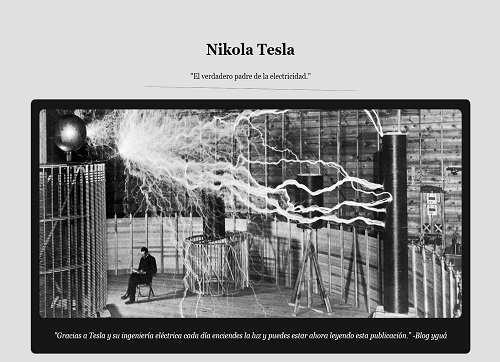 Nikola Tesla
"El verdadero padre de la electricidad."
"Gracias a Tesla y su ingeniería eléctrica cada día enciendes la luz y puedes estar ahora leyendo esta publicación." -Blog yguá